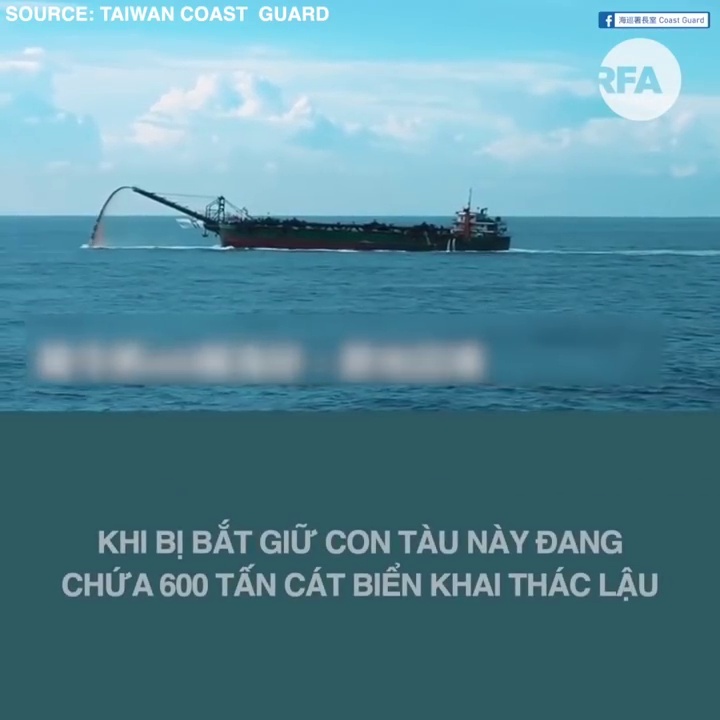 SOURCE: TAIWAN COAST GUARD
海巡署長室 Coast Guard
RFA
KHI BỊ BẮT GIỮ CON TÀU NÀY ĐANG
CHỨA 600 TẤN CÁT BIỂN KHAI THÁC LẬU